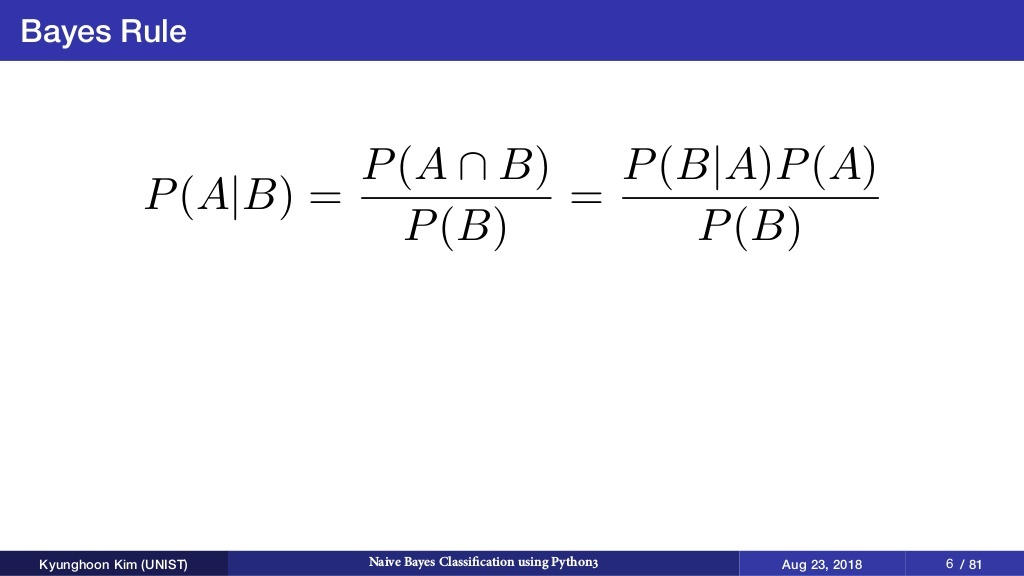 Bayes Rule
P(A|B) = P(A ∩ B) / P(B) = P(B|A)P(A) / P(B)
Kyunghoon Kim (UNIST) Naive Bayes Classification using Python3 Aug 23, 2018 6 / 81